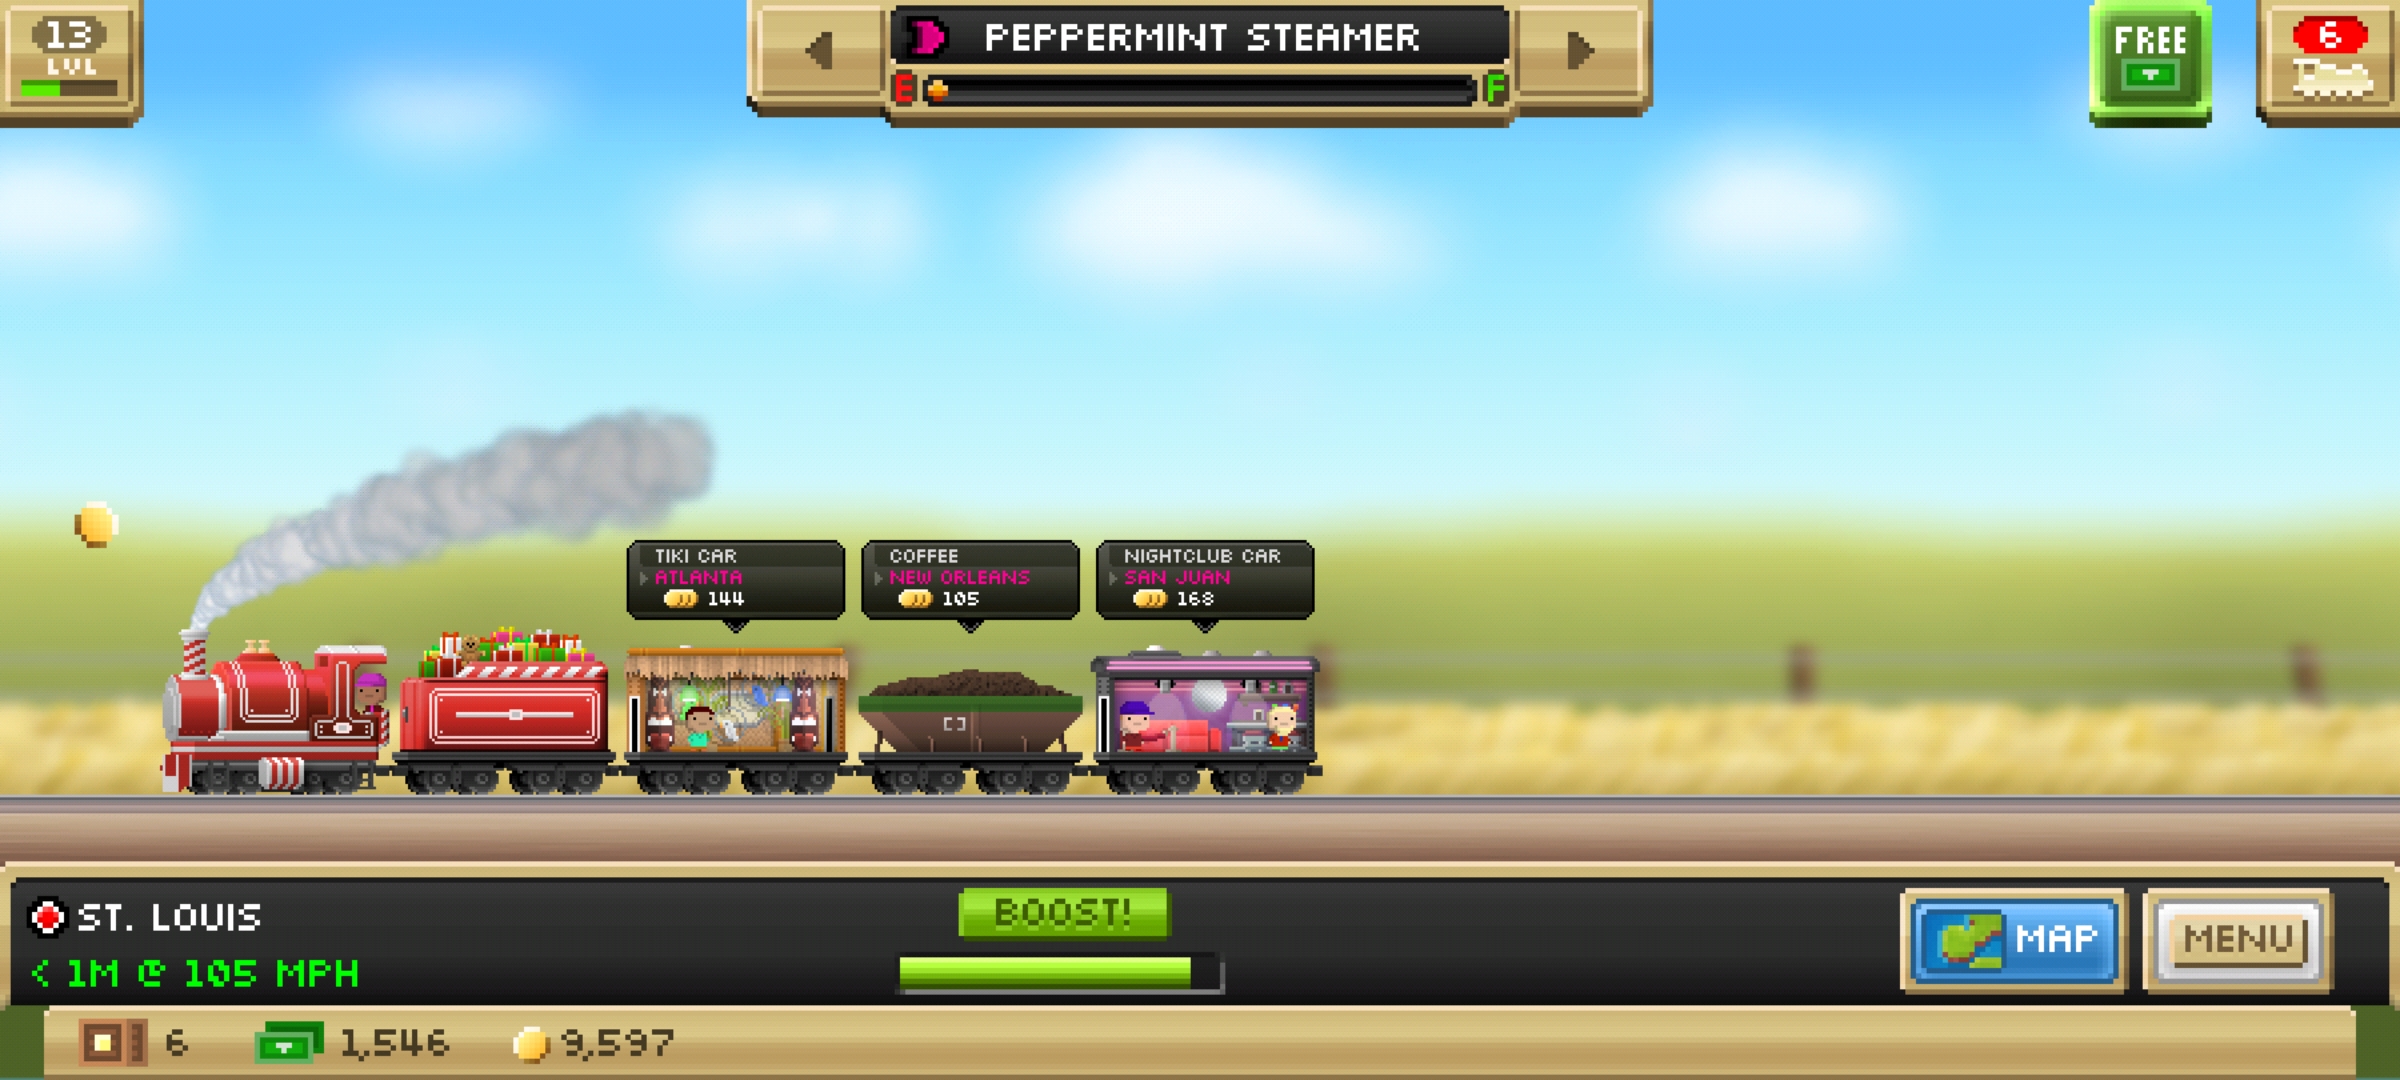 13
LVL
PEPPERMINT STEAMER
E F
FREE
6
TIKI CAR
ATLANTA
144
COFFEE
NEW ORLEANS
105
NIGHTCLUB CAR
SAN JUAN
168
ST. LOUIS
< 1M @ 105 MPH
BOOST!
MAP
MENU
6
1,546
9,597